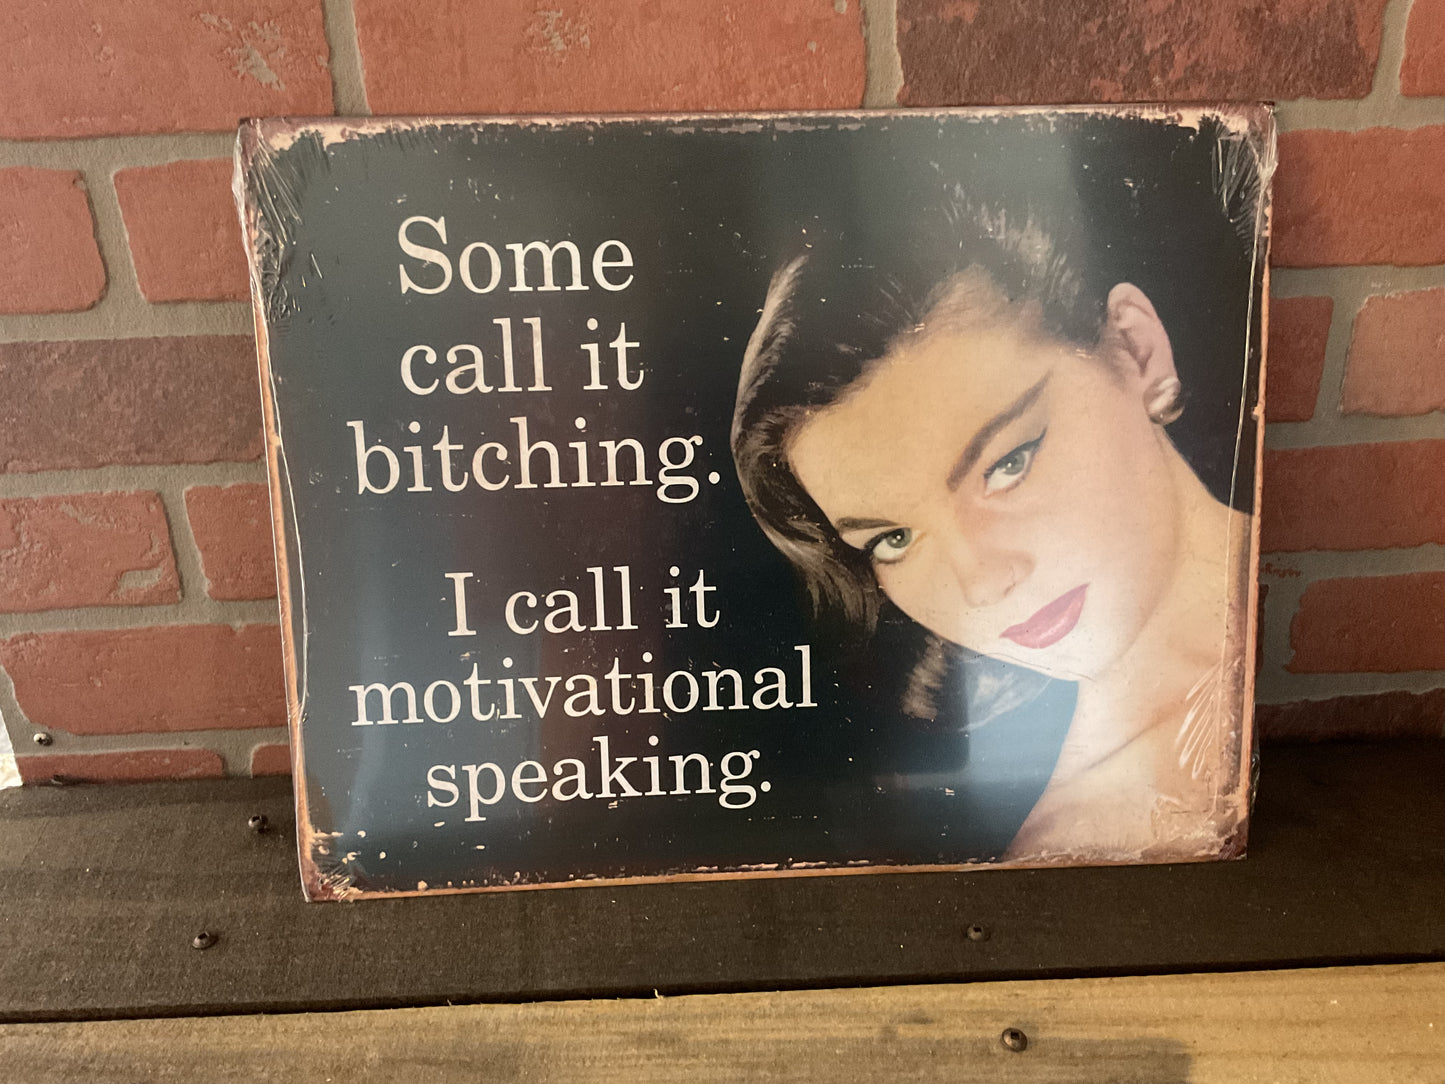 Some
call it
bitching.
I call it
motivational
speaking.